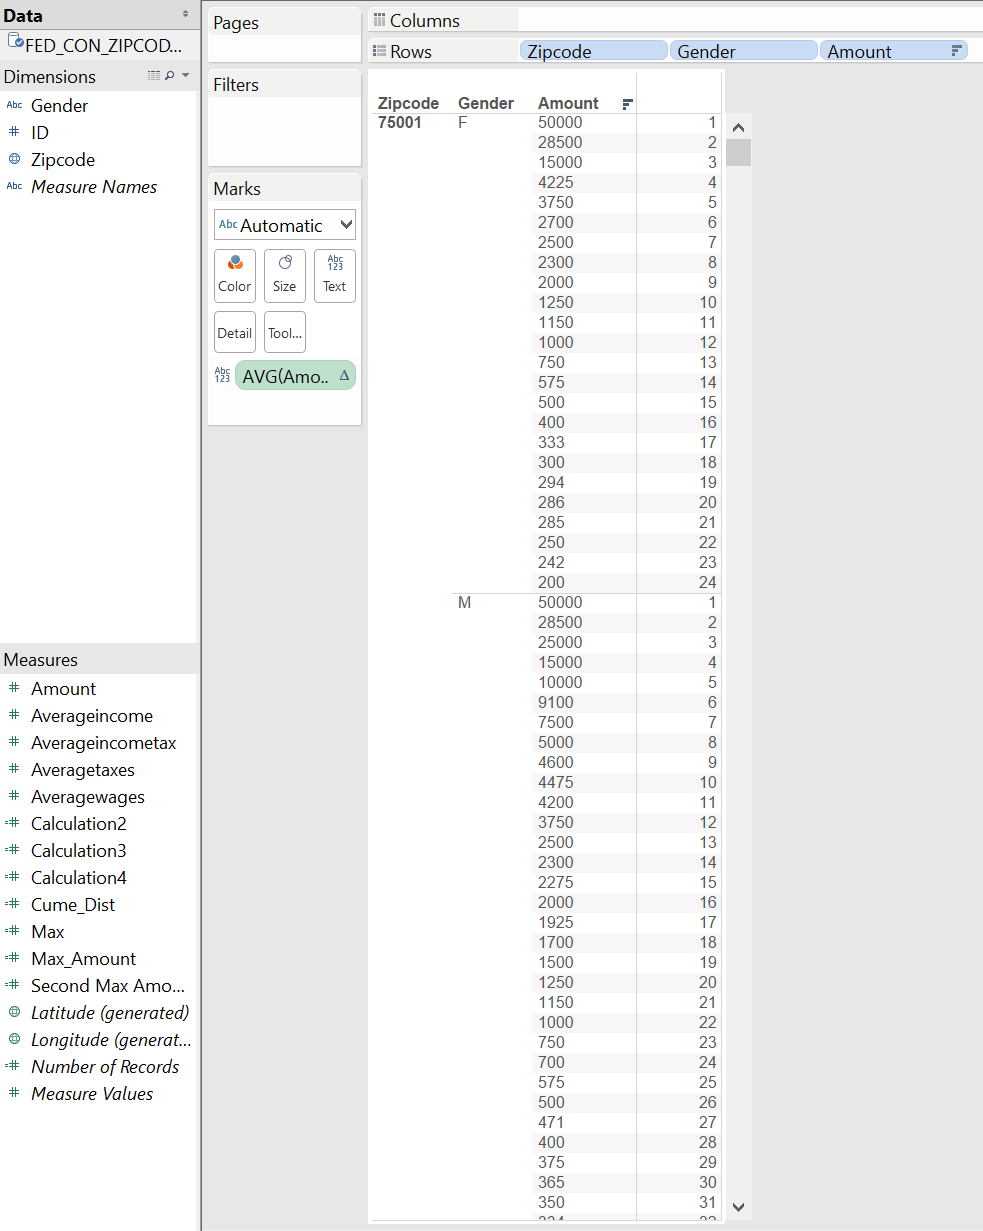 Data
FED_CON_ZIPCOD...
Dimensions
Abc Gender
# ID
Zipcode
Abc Measure Names
Measures
# Amount
# Averageincome
# Averageincometax
# Averagetaxes
# Averagewages
=# Calculation2
=# Calculation3
=# Calculation4
=# Cume_Dist
=# Max
=# Max_Amount
=# Second Max Amo...
Latitude (generated)
Longitude (generat...
=# Number of Records
# Measure Values
Pages
Filters
Marks
Abc Automatic
Color Size Abc 123 Text
Detail Tool...
Abc 123 AVG(Amo.. Δ
Columns
Rows Zipcode Gender Amount
Zipcode Gender Amount
75001 F 50000 1
28500 2
15000 3
4225 4
3750 5
2700 6
2500 7
2300 8
2000 9
1250 10
1150 11
1000 12
750 13
575 14
500 15
400 16
333 17
300 18
294 19
286 20
285 21
250 22
242 23
200 24
M 50000 1
28500 2
25000 3
15000 4
10000 5
9100 6
7500 7
5000 8
4600 9
4475 10
4200 11
3750 12
2500 13
2300 14
2275 15
2000 16
1925 17
1700 18
1500 19
1250 20
1150 21
1000 22
750 23
700 24
575 25
500 26
471 27
400 28
375 29
365 30
350 31